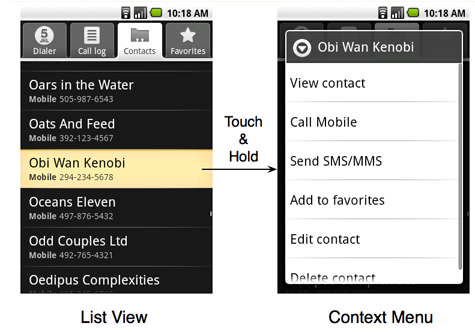 10:18 AM
Dialer
Call log
Contacts
Favorites
Oars in the Water
Mobile 505-987-6543
Oats And Feed
Mobile 392-123-4567
Obi Wan Kenobi
Mobile 294-234-5678
Oceans Eleven
Mobile 497-876-5432
Odd Couples Ltd
Mobile 492-765-4321
Oedipus Complexities
List View
Touch
&
Hold
10:18 AM
Obi Wan Kenobi
View contact
Call Mobile
Send SMS/MMS
Add to favorites
Edit contact
Delete contact
Context Menu